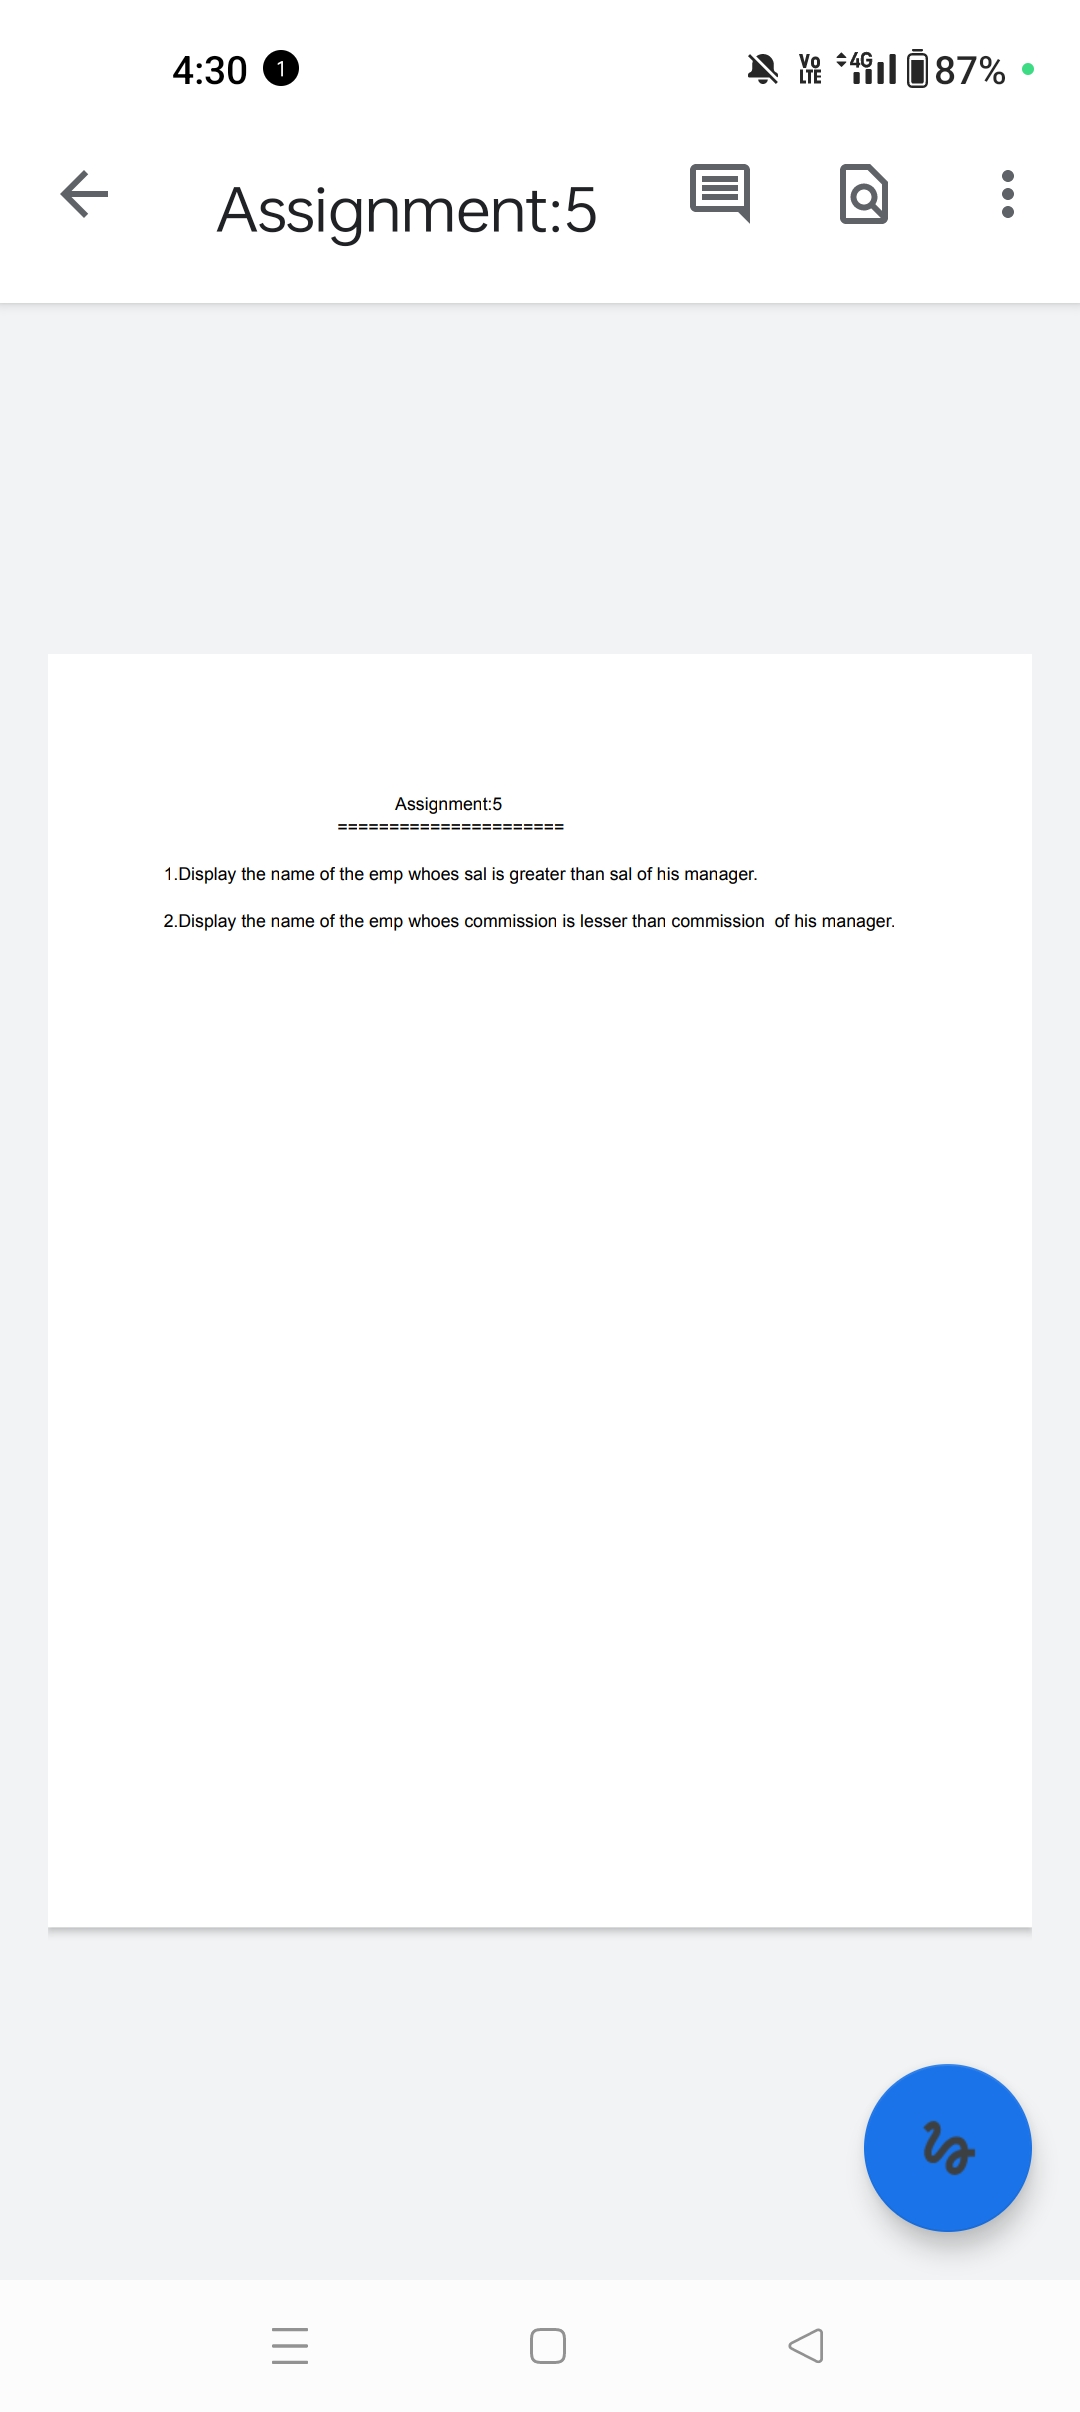 4:30 1 Vo LTE 4G 87%
Assignment:5
Assignment:5
======================
1.Display the name of the emp whoes sal is greater than sal of his manager.
2.Display the name of the emp whoes commission is lesser than commission  of his manager.